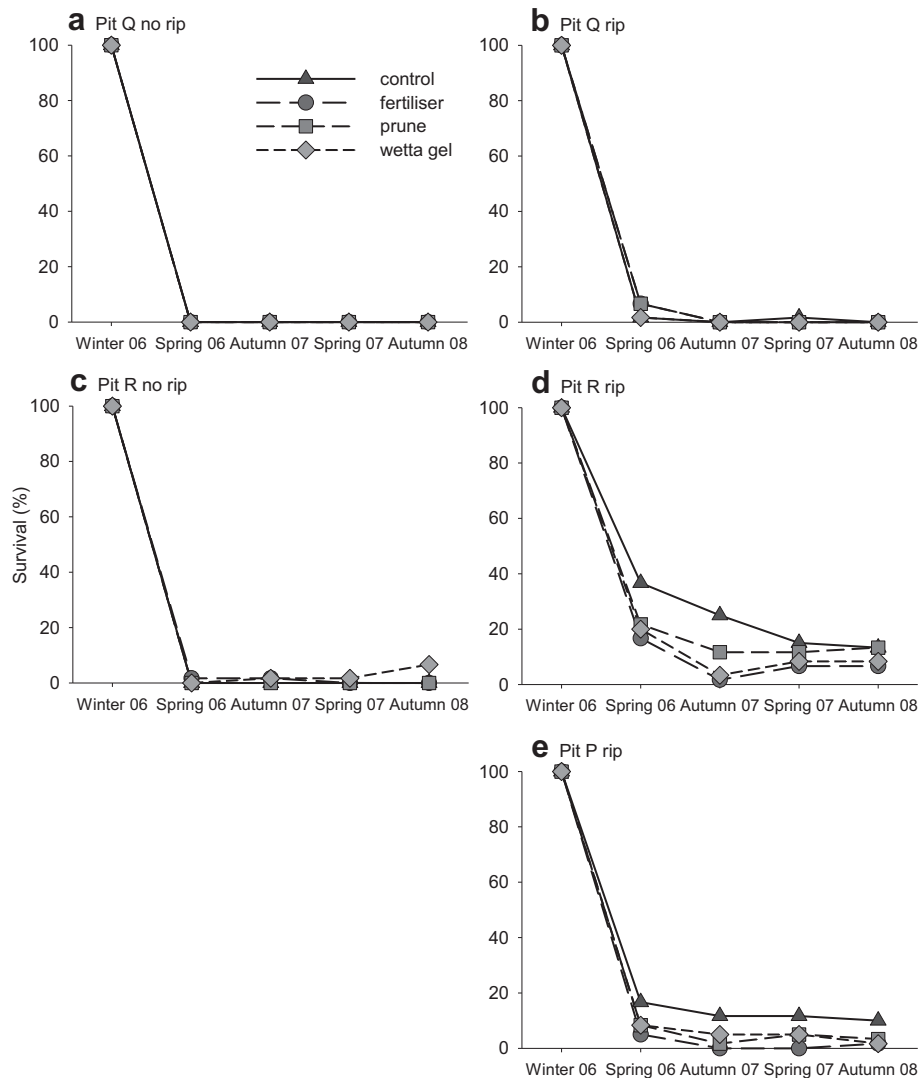 a Pit Q no rip
100
80
60
40
20
0
control
fertiliser
prune
wetta gel
Winter 06 Spring 06 Autumn 07 Spring 07 Autumn 08
b Pit Q rip
100
80
60
40
20
0
Winter 06 Spring 06 Autumn 07 Spring 07 Autumn 08
c Pit R no rip
Survival (%)
100
80
60
40
20
0
Winter 06 Spring 06 Autumn 07 Spring 07 Autumn 08
d Pit R rip
100
80
60
40
20
0
Winter 06 Spring 06 Autumn 07 Spring 07 Autumn 08
e Pit P rip
100
80
60
40
20
0
Winter 06 Spring 06 Autumn 07 Spring 07 Autumn 08